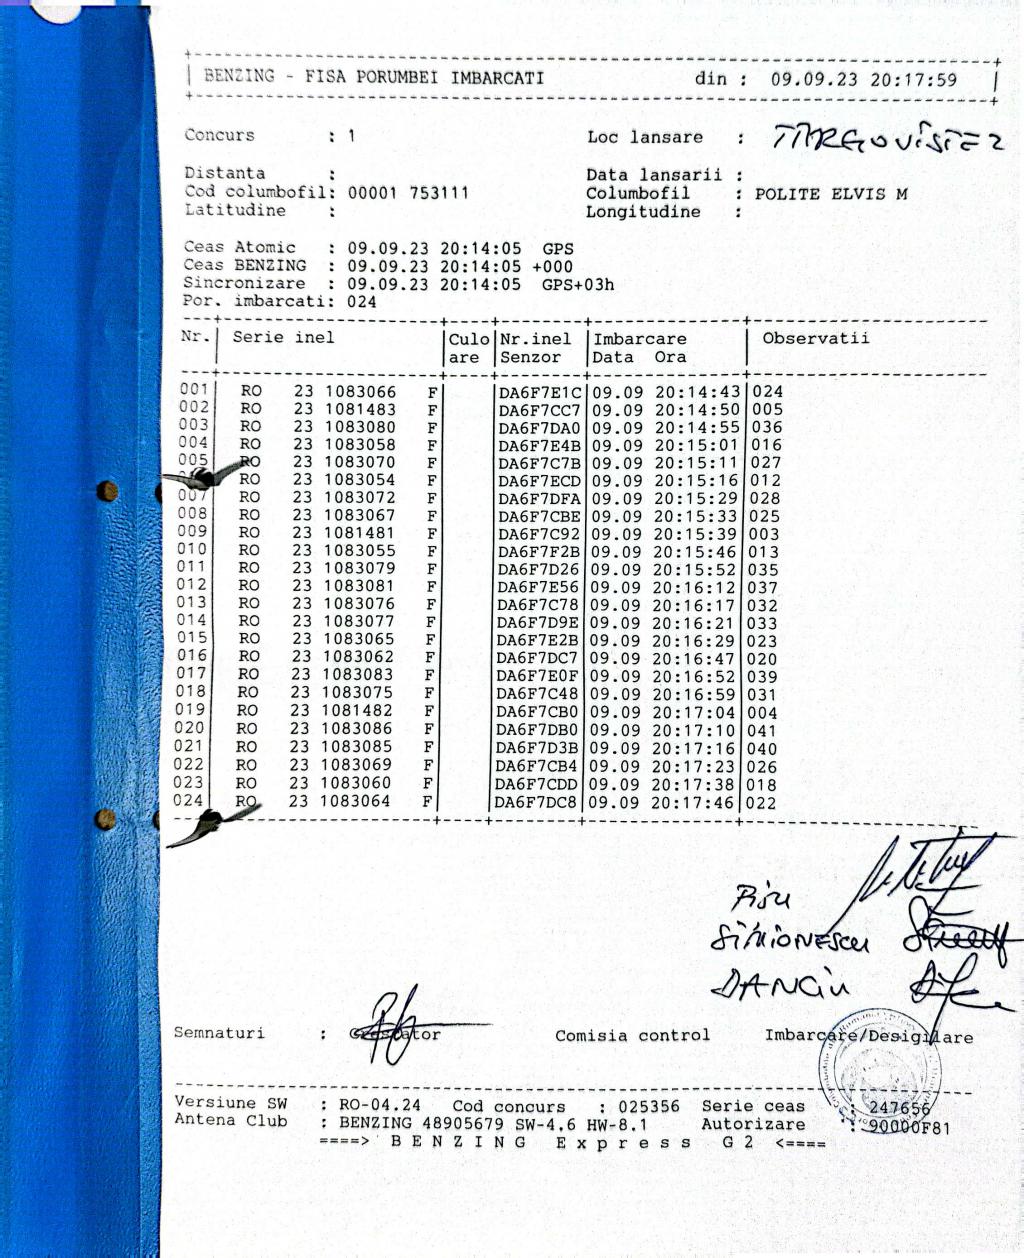 BENZING - FISA PORUMBEI IMBARCATI din : 09.09.23 20:17:59
Concurs : 1 Loc lansare : TARGOVISTE 2
Distanta : Data lansarii :
Cod columbofil: 00001 753111 Columbofil : POLITE ELVIS M
Latitudine : Longitudine :
Ceas Atomic : 09.09.23 20:14:05 GPS
Ceas BENZING : 09.09.23 20:14:05 +000
Sincronizare : 09.09.23 20:14:05 GPS+03h
Por. imbarcati: 024
Nr. Serie inel Culo Nr.inel Imbarcare Observatii
are Senzor Data Ora
001 RO 23 1083066 F DA6F7E1C 09.09 20:14:43 024
002 RO 23 1081483 F DA6F7CC7 09.09 20:14:50 005
003 RO 23 1083080 F DA6F7DA0 09.09 20:14:55 036
004 RO 23 1083058 F DA6F7E4B 09.09 20:15:01 016
005 RO 23 1083070 F DA6F7C7B 09.09 20:15:11 027
RO 23 1083054 F DA6F7ECD 09.09 20:15:16 012
007 RO 23 1083072 F DA6F7DFA 09.09 20:15:29 028
008 RO 23 1083067 F DA6F7CBE 09.09 20:15:33 025
009 RO 23 1081481 F DA6F7C92 09.09 20:15:39 003
010 RO 23 1083055 F DA6F7F2B 09.09 20:15:46 013
011 RO 23 1083079 F DA6F7D26 09.09 20:15:52 035
012 RO 23 1083081 F DA6F7E56 09.09 20:16:12 037
013 RO 23 1083076 F DA6F7C78 09.09 20:16:17 032
014 RO 23 1083077 F DA6F7D9E 09.09 20:16:21 033
015 RO 23 1083065 F DA6F7E2B 09.09 20:16:29 023
016 RO 23 1083062 F DA6F7DC7 09.09 20:16:47 020
017 RO 23 1083083 F DA6F7E0F 09.09 20:16:52 039
018 RO 23 1083075 F DA6F7C48 09.09 20:16:59 031
019 RO 23 1081482 F DA6F7CB0 09.09 20:17:04 004
020 RO 23 1083086 F DA6F7DB0 09.09 20:17:10 041
021 RO 23 1083085 F DA6F7D3B 09.09 20:17:16 040
022 RO 23 1083069 F DA6F7CB4 09.09 20:17:23 026
023 RO 23 1083060 F DA6F7CDD 09.09 20:17:38 018
024 RO 23 1083064 F DA6F7DC8 09.09 20:17:46 022
SIMIONESCU
DANCIU
Semnaturi : Crescator Comisia control Imbarcare/Desigilare
Versiune SW : RO-04.24 Cod concurs : 025356 Serie ceas : 247656
Antena Club : BENZING 48905679 SW-4.6 HW-8.1 Autorizare : 90000F81
====> B E N Z I N G E x p r e s s G 2 <====